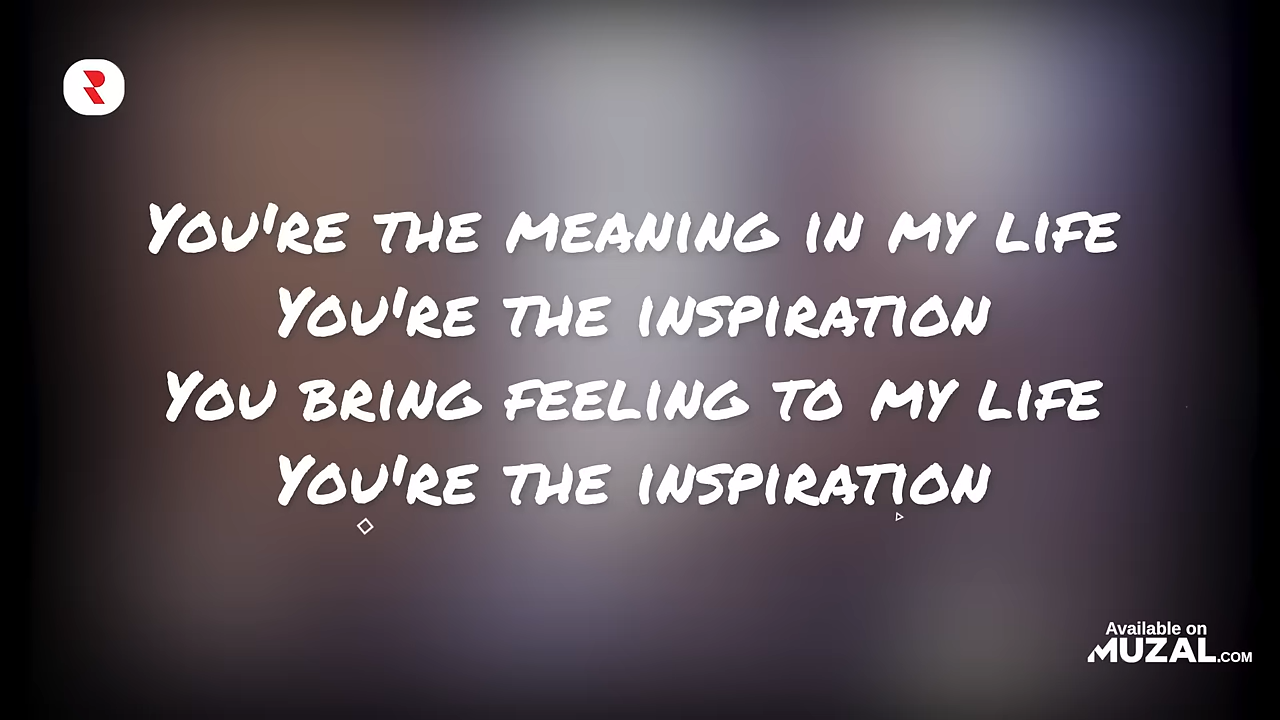 You're the meaning in my life
You're the inspiration
You bring feeling to my life
You're the inspiration
Available on
MUZAL.COM